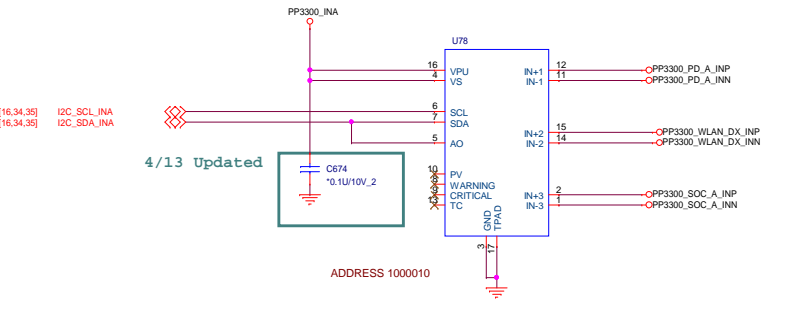 PP3300_INA
U78
16 VPU IN+1 12 PP3300_PD_A_INP
4 VS IN-1 11 PP3300_PD_A_INN
[16,34,35] I2C_SCL_INA 6 SCL
[16,34,35] I2C_SDA_INA 7 SDA
IN+2 15 PP3300_WLAN_DX_INP
5 AO IN-2 14 PP3300_WLAN_DX_INN
4/13 Updated
C674
*0.1U/10V_2
10 PV
WARNING
CRITICAL IN+3 2 PP3300_SOC_A_INP
13 TC IN-3 1 PP3300_SOC_A_INN
GND
TPAD
3
17
ADDRESS 1000010